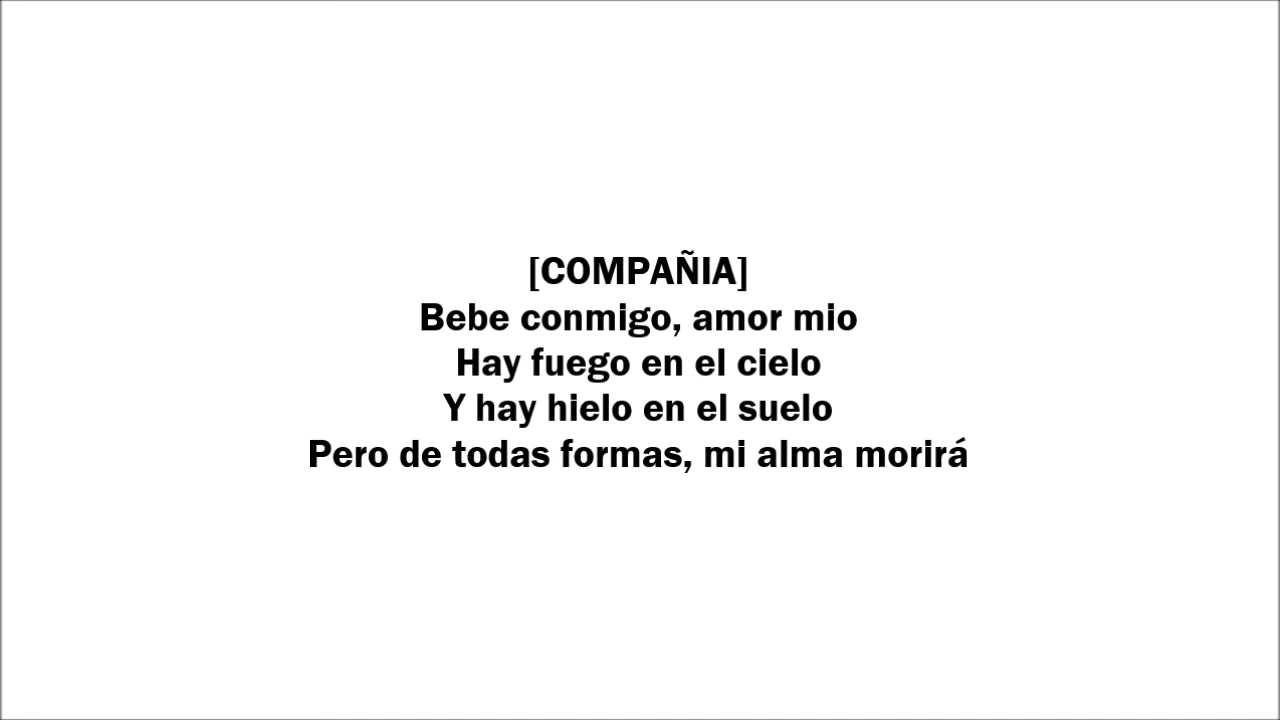 [COMPAÑIA]
Bebe conmigo, amor mio
Hay fuego en el cielo
Y hay hielo en el suelo
Pero de todas formas, mi alma morirá